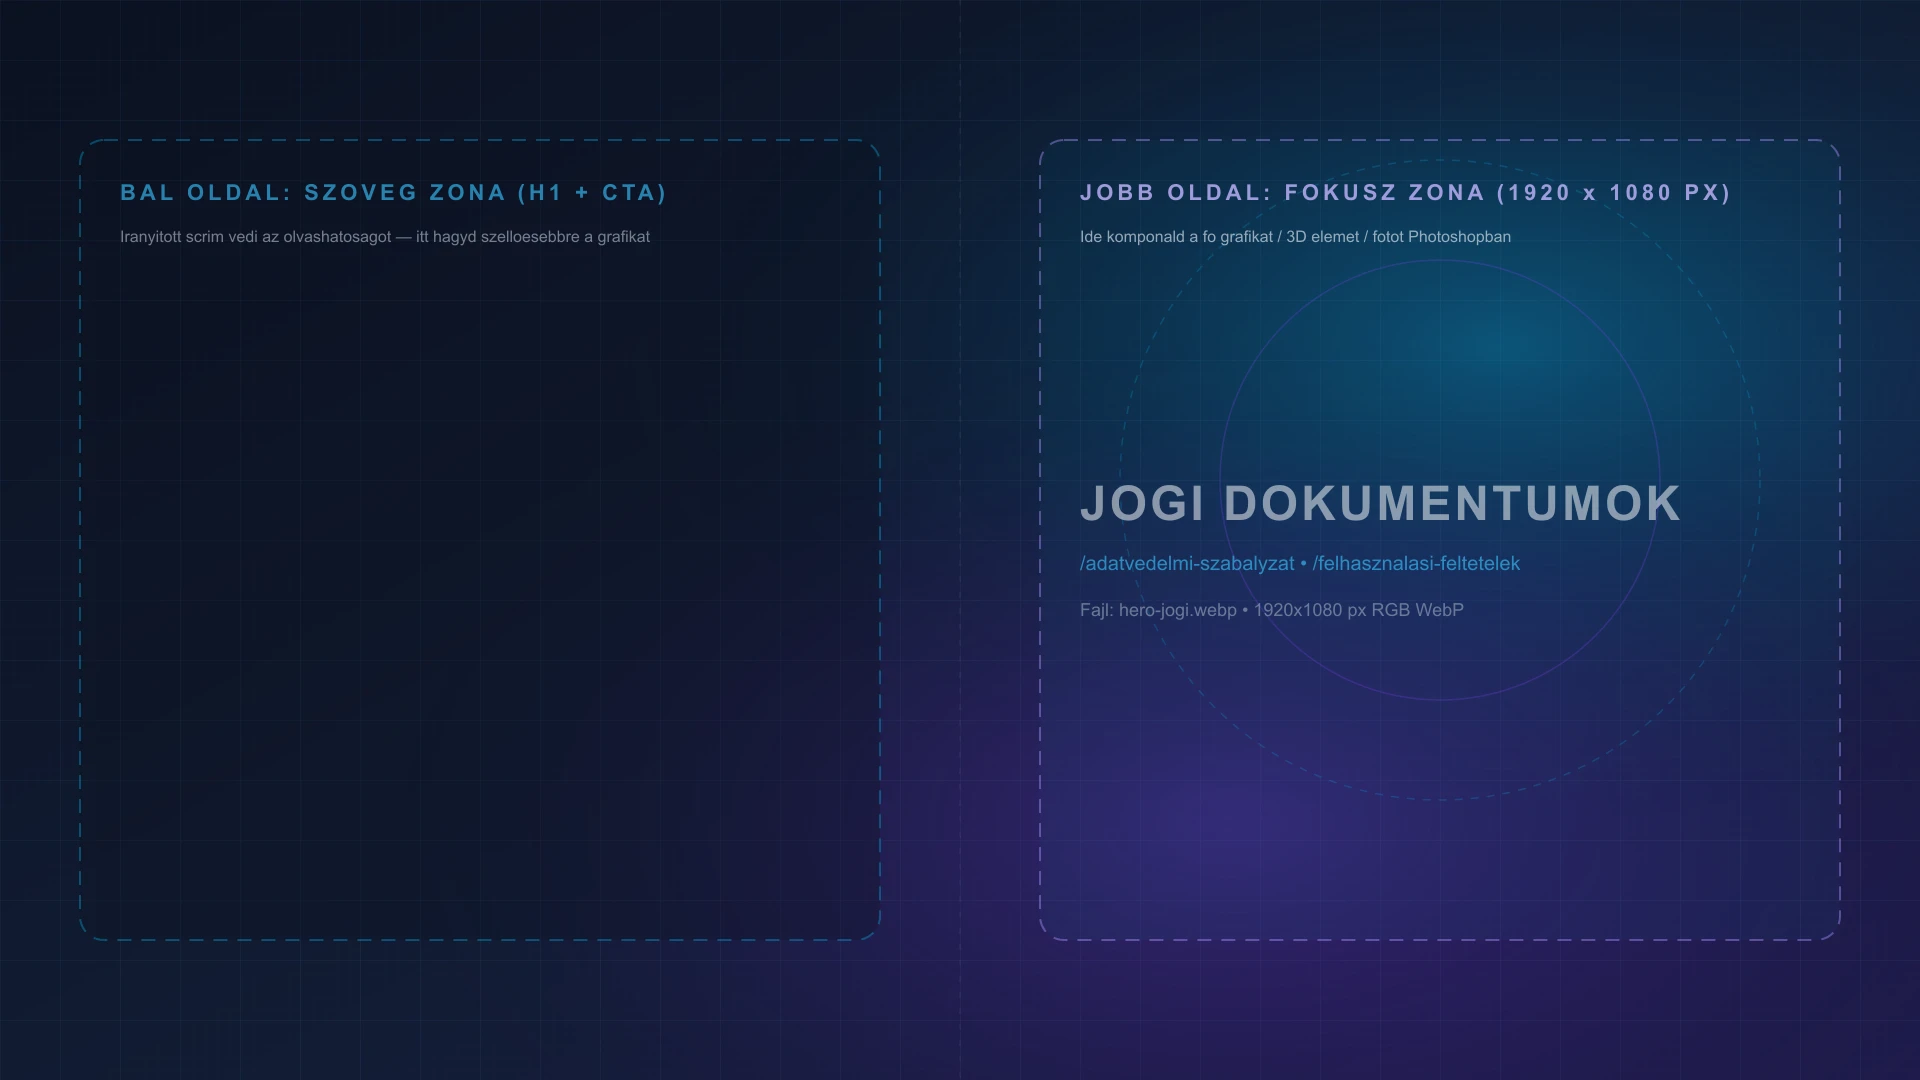 BAL OLDAL: SZOVEG ZONA (H1 + CTA)
Iranyitott scrim vedi az olvashatosagot — itt hagyd szelloesebbre a grafikat
JOBB OLDAL: FOKUSZ ZONA (1920 x 1080 PX)
Ide komponald a fo grafikat / 3D elemet / fotot Photoshopban
JOGI DOKUMENTUMOK
/adatvedelmi-szabalyzat • /felhasznalasi-feltetelek
Fajl: hero-jogi.webp • 1920x1080 px RGB WebP